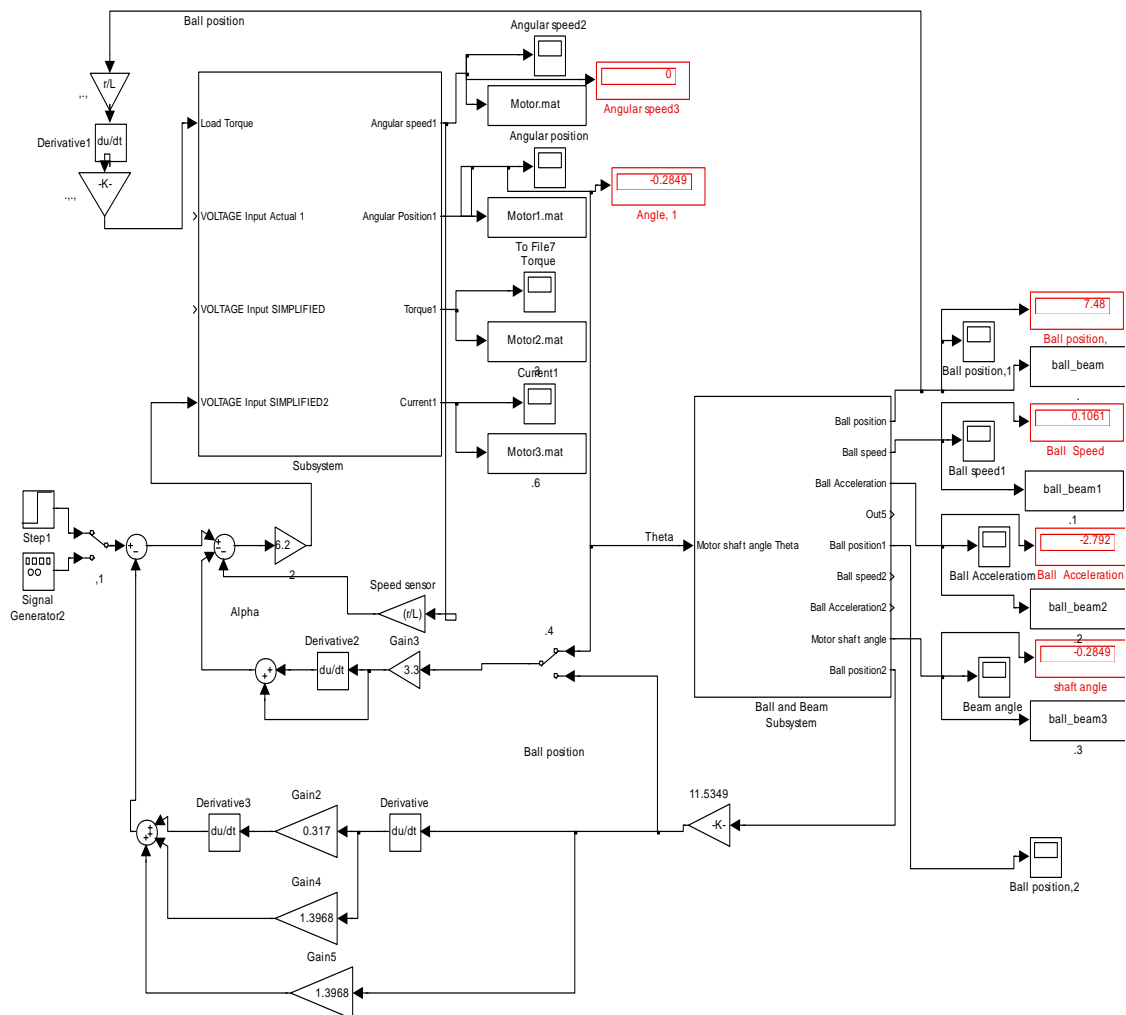 Ball position
Angular speed2
r/L
,.,,
0
Angular speed3
Motor.mat
Load Torque
Angular speed1
Derivative1
du/dt
Angular position
-K-
.,.,
-0.2849
Angle, 1
VOLTAGE Input Actual 1
Angular Position1
Motor1.mat
To File7
Torque
VOLTAGE Input SIMPLIFIED
Torque1
Motor2.mat
Current1
VOLTAGE Input SIMPLIFIED2
Current1
Motor3.mat
.6
Subsystem
7.48
Ball position,
Ball position,1
ball_beam
.
Ball position
0.1061
Ball Speed
Ball speed
Ball speed1
Ball Acceleration
ball_beam1
.1
Out5
Theta
Motor shaft angle Theta
Ball position1
-2.792
Ball Acceleratiom
Ball Acceleration
Ball speed2
Ball Acceleration2
ball_beam2
.2
Motor shaft angle
-0.2849
shaft angle
Ball position2
Beam angle
ball_beam3
.3
Ball and Beam
Subsystem
Step1
Signal
Generator2
,1
6.2
2
Speed sensor
(r/L)
Alpha
Derivative2
du/dt
Gain3
3.3
.4
Ball position
11.5349
-K-
Derivative3
du/dt
Gain2
0.317
Derivative
du/dt
Gain4
1.3968
Gain5
1.3968
Ball position,2